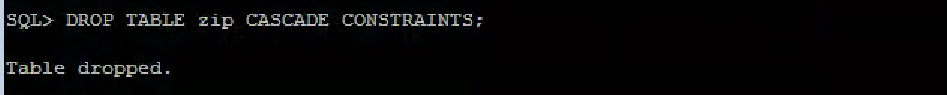 SQL> DROP TABLE zip CASCADE CONSTRAINTS;
Table dropped.